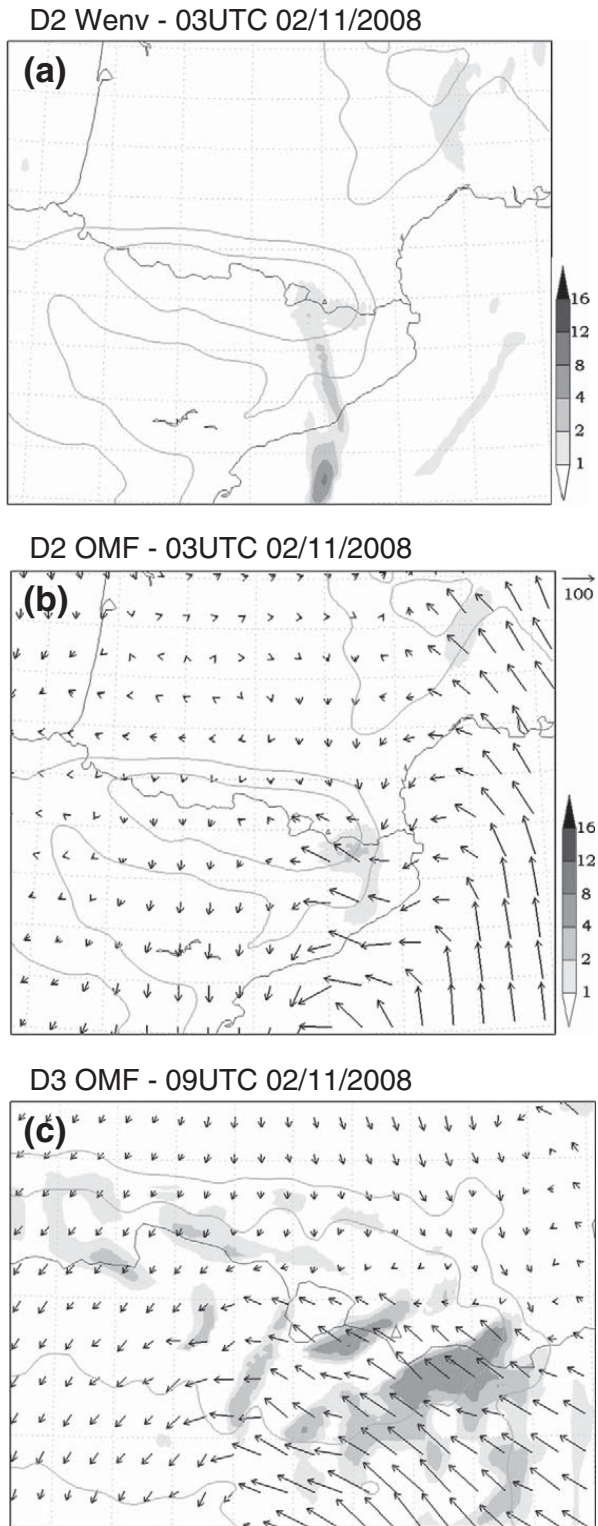 D2 Wenv - 03UTC 02/11/2008
(a)
16
12
8
4
2
1
D2 OMF - 03UTC 02/11/2008
(b)
100
16
12
8
4
2
1
D3 OMF - 09UTC 02/11/2008
(c)